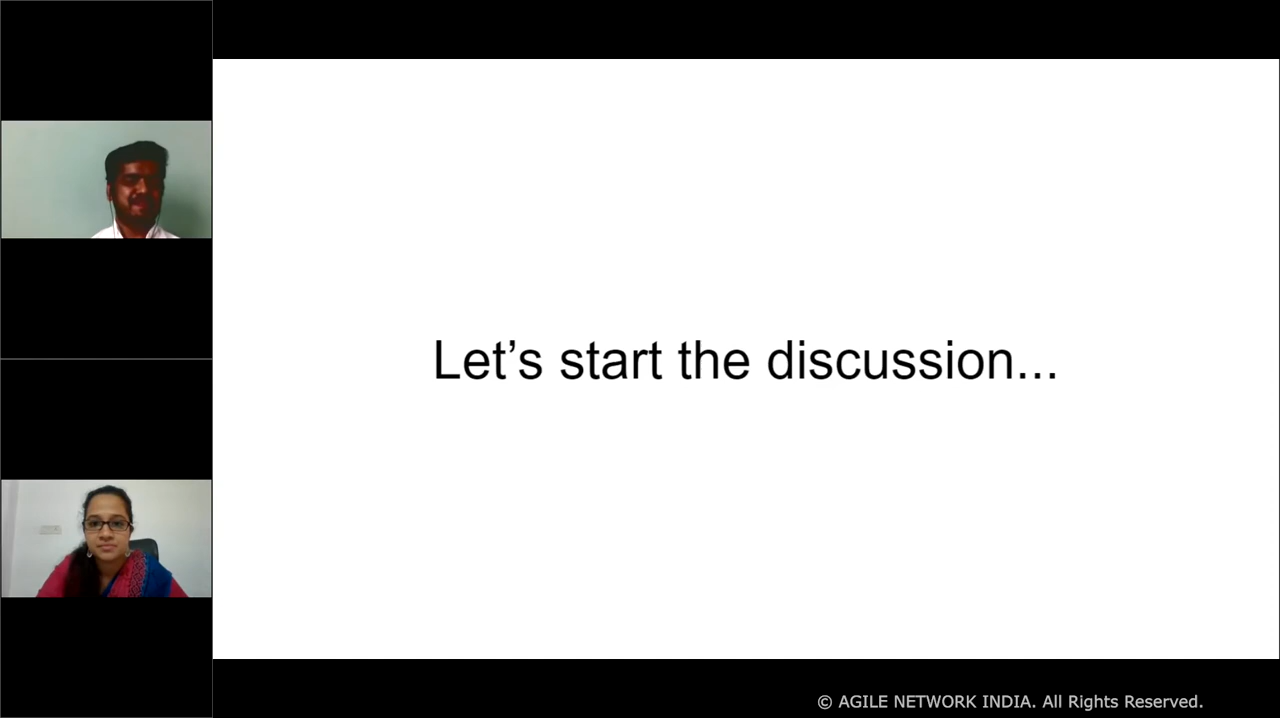 Let’s start the discussion...
© AGILE NETWORK INDIA. All Rights Reserved.